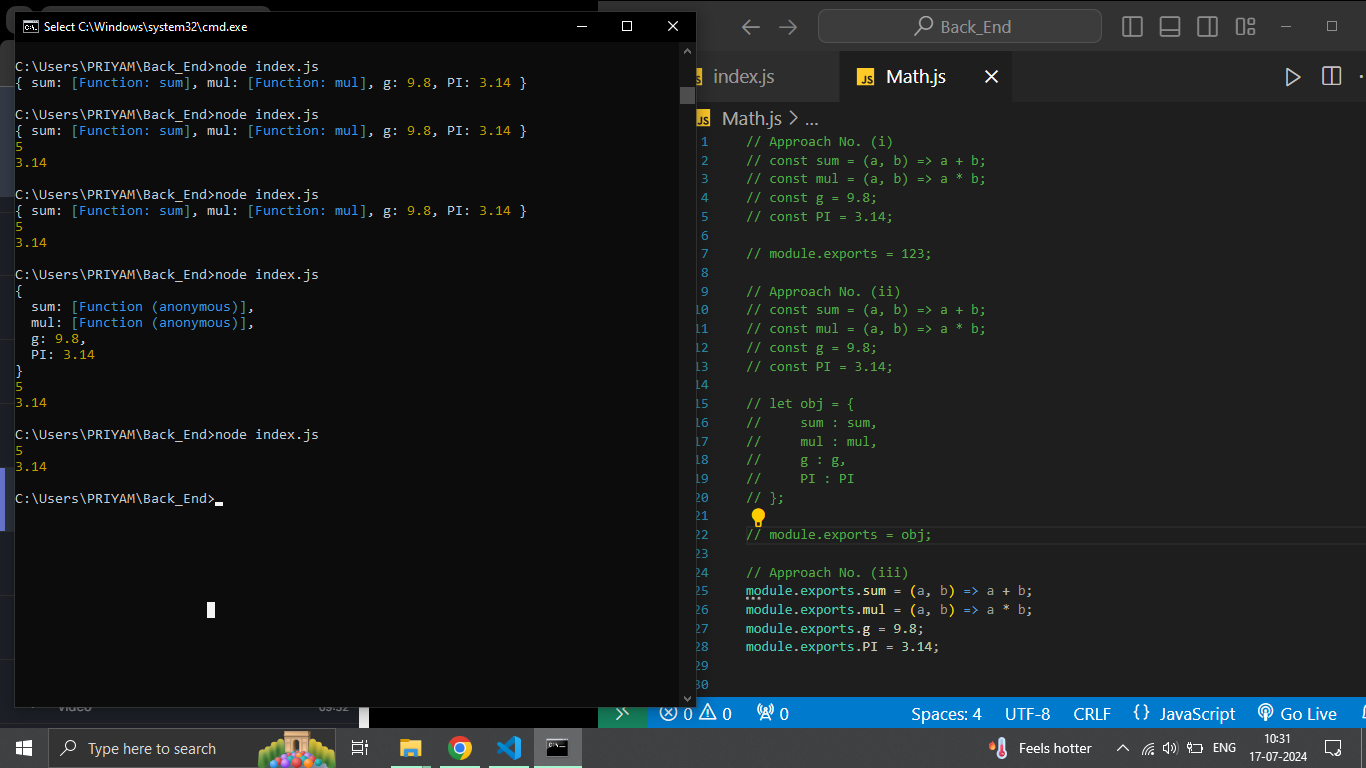 Select C:\Windows\system32\cmd.exe
C:\Users\PRIYAM\Back_End>node index.js
{ sum: [Function: sum], mul: [Function: mul], g: 9.8, PI: 3.14 }
C:\Users\PRIYAM\Back_End>node index.js
{ sum: [Function: sum], mul: [Function: mul], g: 9.8, PI: 3.14 }
5
3.14
C:\Users\PRIYAM\Back_End>node index.js
{ sum: [Function: sum], mul: [Function: mul], g: 9.8, PI: 3.14 }
5
3.14
C:\Users\PRIYAM\Back_End>node index.js
{
  sum: [Function (anonymous)],
  mul: [Function (anonymous)],
  g: 9.8,
  PI: 3.14
}
5
3.14
C:\Users\PRIYAM\Back_End>node index.js
5
3.14
C:\Users\PRIYAM\Back_End>
Back_End
index.js
JS Math.js
JS Math.js > ...
1 // Approach No. (i)
2 // const sum = (a, b) => a + b;
3 // const mul = (a, b) => a * b;
4 // const g = 9.8;
5 // const PI = 3.14;
6
7 // module.exports = 123;
8
9 // Approach No. (ii)
10 // const sum = (a, b) => a + b;
11 // const mul = (a, b) => a * b;
12 // const g = 9.8;
13 // const PI = 3.14;
14
15 // let obj = {
16 //     sum : sum,
17 //     mul : mul,
18 //     g : g,
19 //     PI : PI
20 // };
21
22 // module.exports = obj;
23
24 // Approach No. (iii)
25 module.exports.sum = (a, b) => a + b;
26 module.exports.mul = (a, b) => a * b;
27 module.exports.g = 9.8;
28 module.exports.PI = 3.14;
29
30
0 0 0 Spaces: 4 UTF-8 CRLF {} JavaScript Go Live
Type here to search
Feels hotter
ENG
10:31
17-07-2024